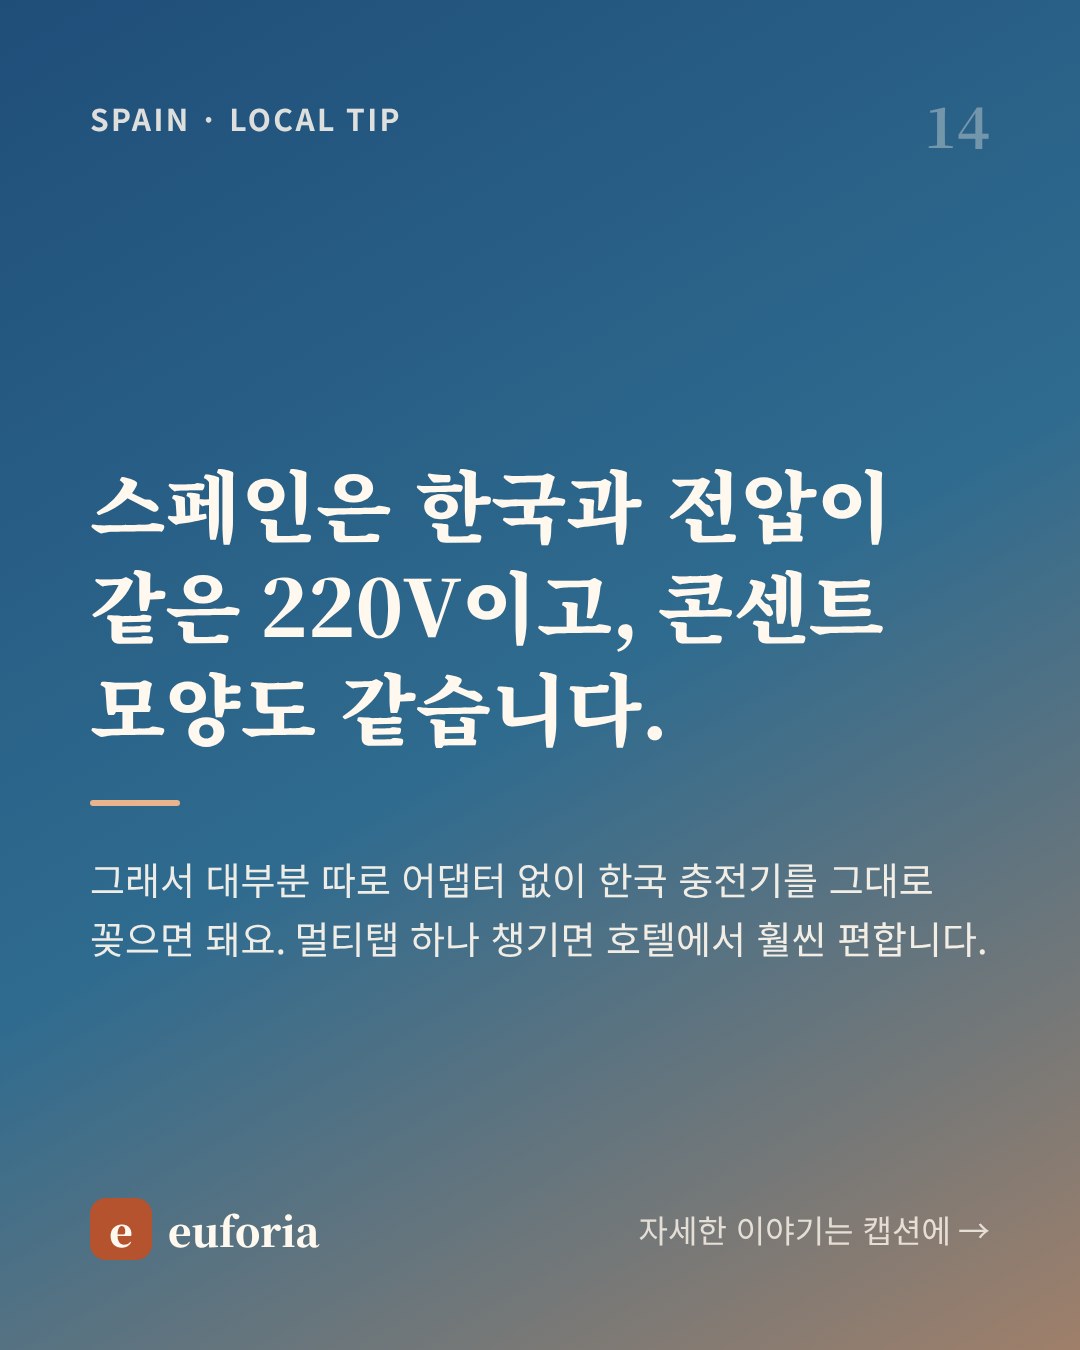 SPAIN · LOCAL TIP
14
스페인은 한국과 전압이
같은 220V이고, 콘센트
모양도 같습니다.
그래서 대부분 따로 어댑터 없이 한국 충전기를 그대로
꽂으면 돼요. 멀티탭 하나 챙기면 호텔에서 훨씬 편합니다.
e euforia
자세한 이야기는 캡션에 →